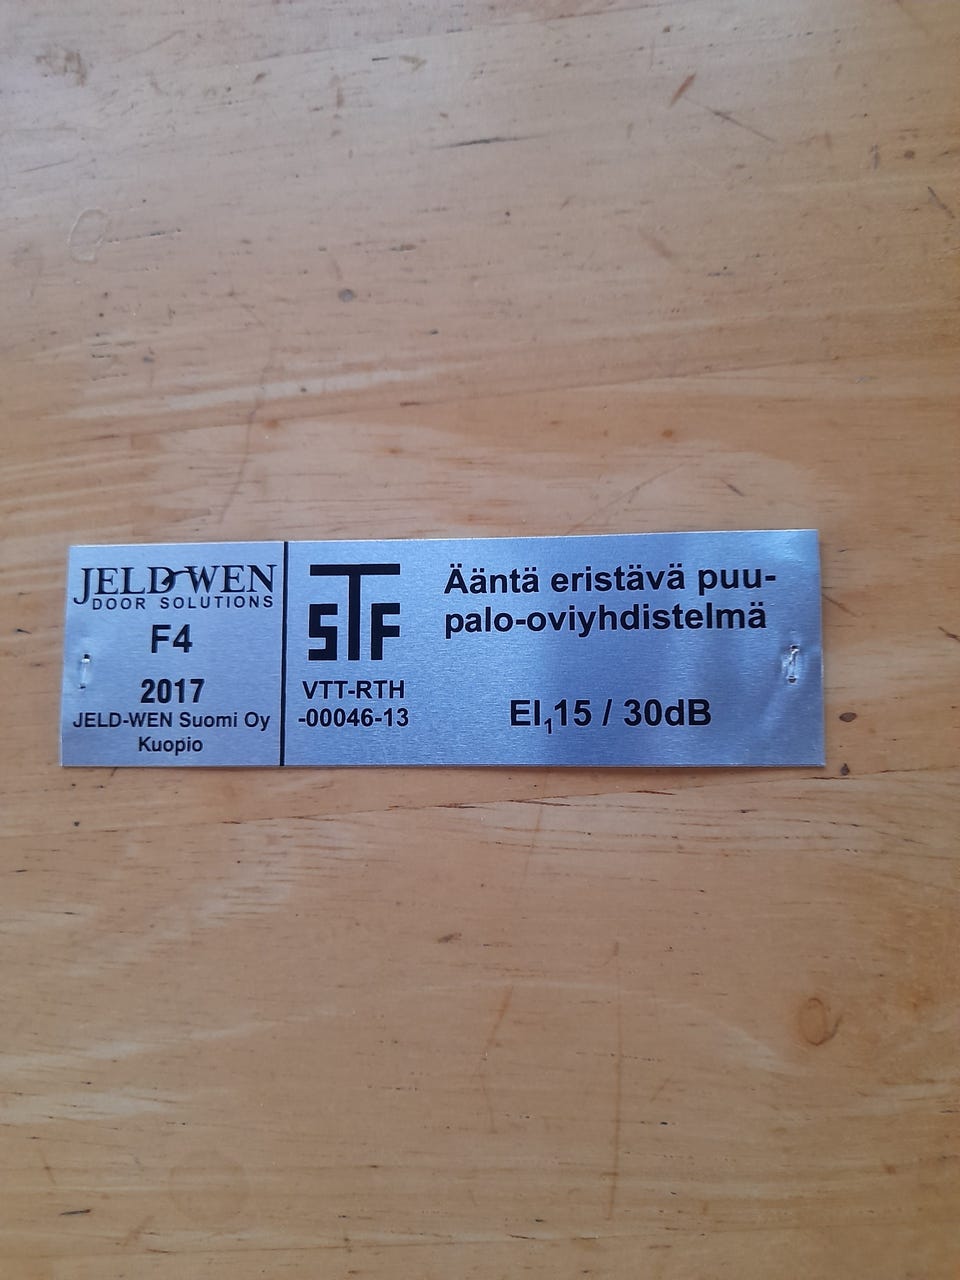 JELD-WEN
DOOR SOLUTIONS
F4
2017
JELD-WEN Suomi Oy
Kuopio
STF
VTT-RTH
-00046-13
Ääntä eristävä puu-
palo-oviyhdistelmä
EI₁15 / 30dB